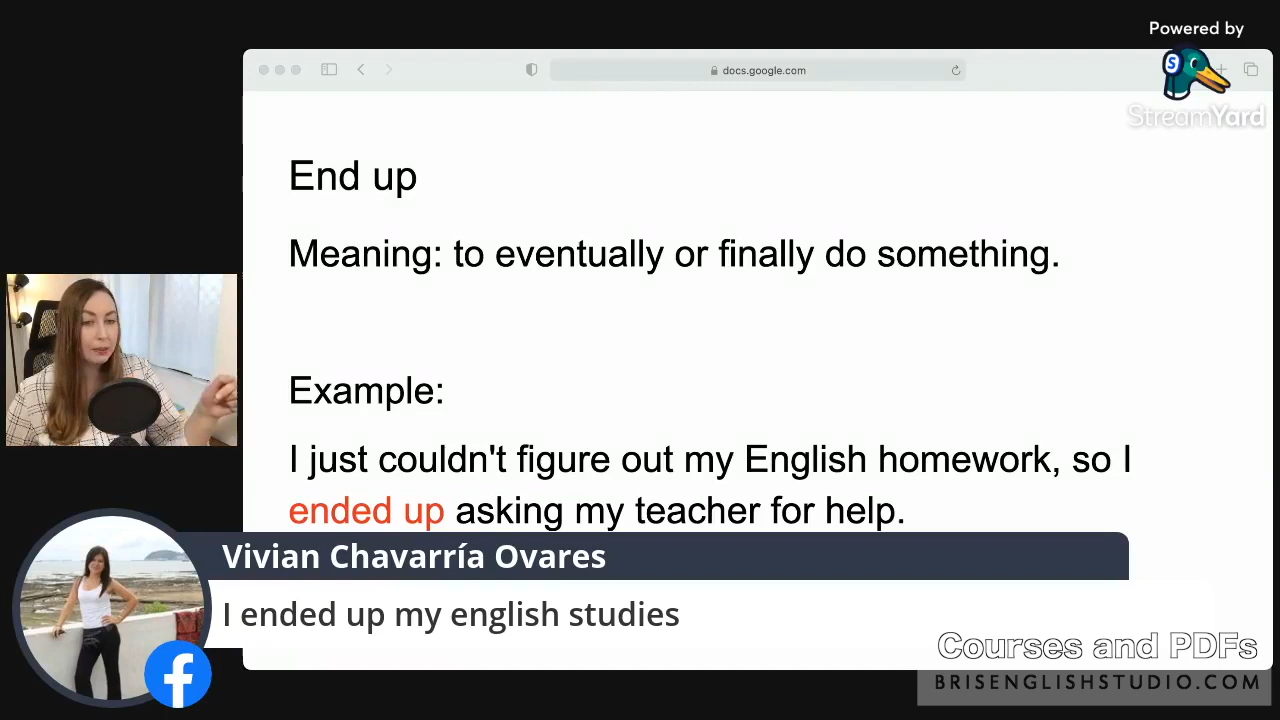 Powered by
StreamYard
docs.google.com
End up
Meaning: to eventually or finally do something.
Example:
I just couldn't figure out my English homework, so I
ended up asking my teacher for help.
Vivian Chavarría Ovares
I ended up my english studies
Courses and PDFs
BRISENGLISHSTUDIO.COM